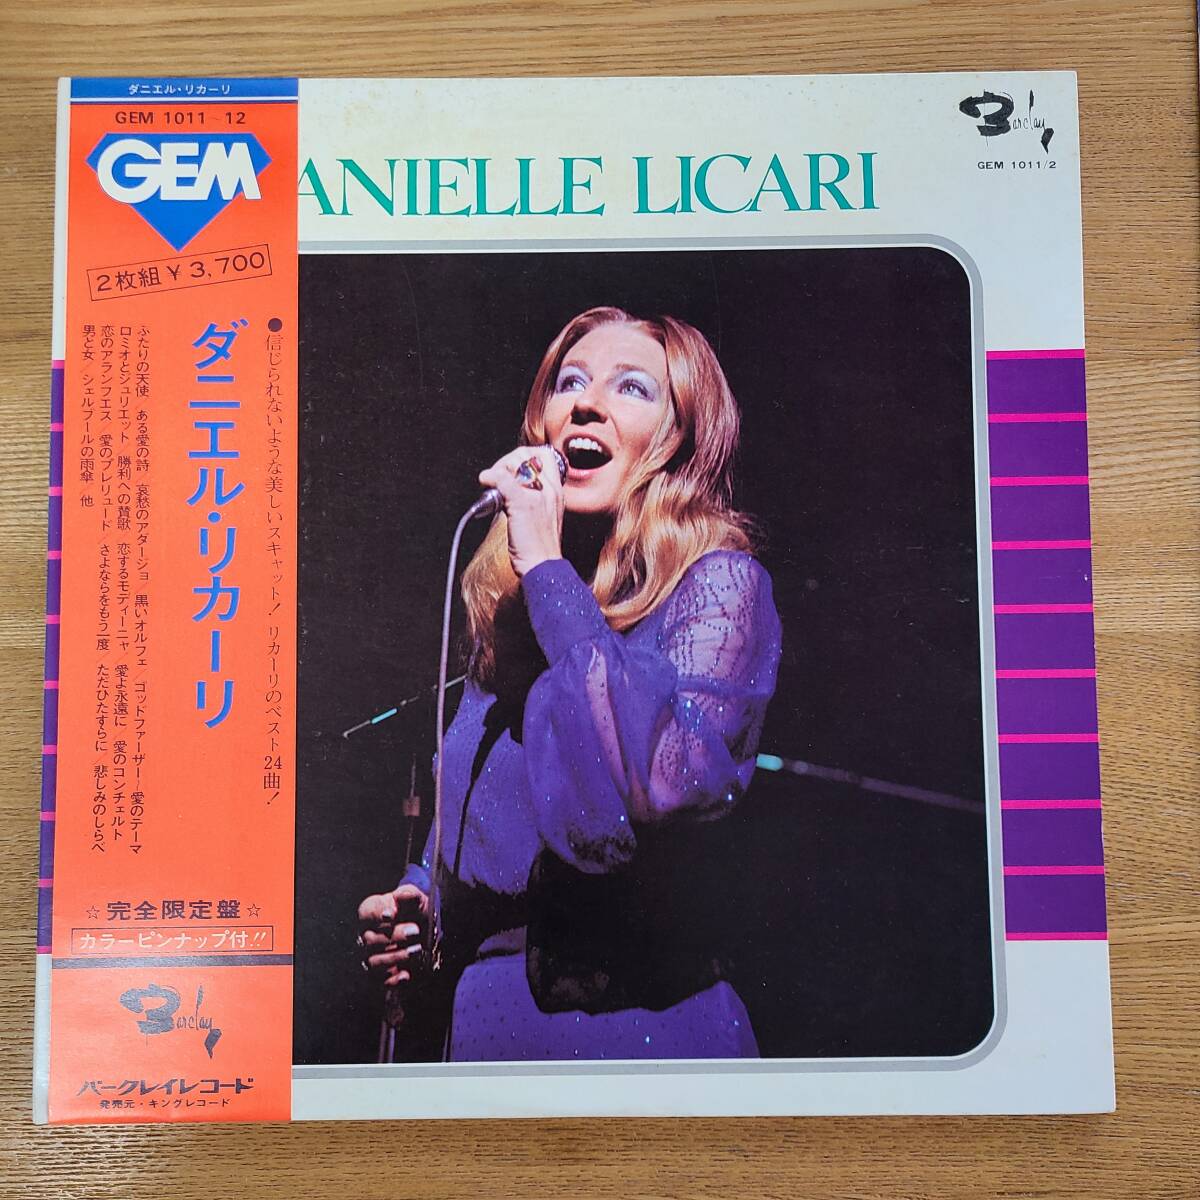 ダニエル・リカーリ
GEM 1011~12
GEM
2枚組 ¥3,700
ダニエル・リカーリ
●信じられないような美しいスキャット! リカーリのベスト24曲!
ふたりの天使/ある愛の詩/哀愁のアダージョ/黒いオルフェ/ゴッドファーザー~愛のテーマ
ロミオとジュリエット/勝利への賛歌/恋するモディーニャ/愛よ永遠に/愛のコンチェルト
恋のアランフエス/愛のプレリュード/さよならをもう一度/ただひたすらに/悲しみのしらべ
男と女/シェルブールの雨傘/他
☆完全限定盤☆
カラーピンナップ付!!
Barclay
バークレイレコード
発売元・キングレコード
ANIELLE LICARI
Barclay
GEM 1011/2